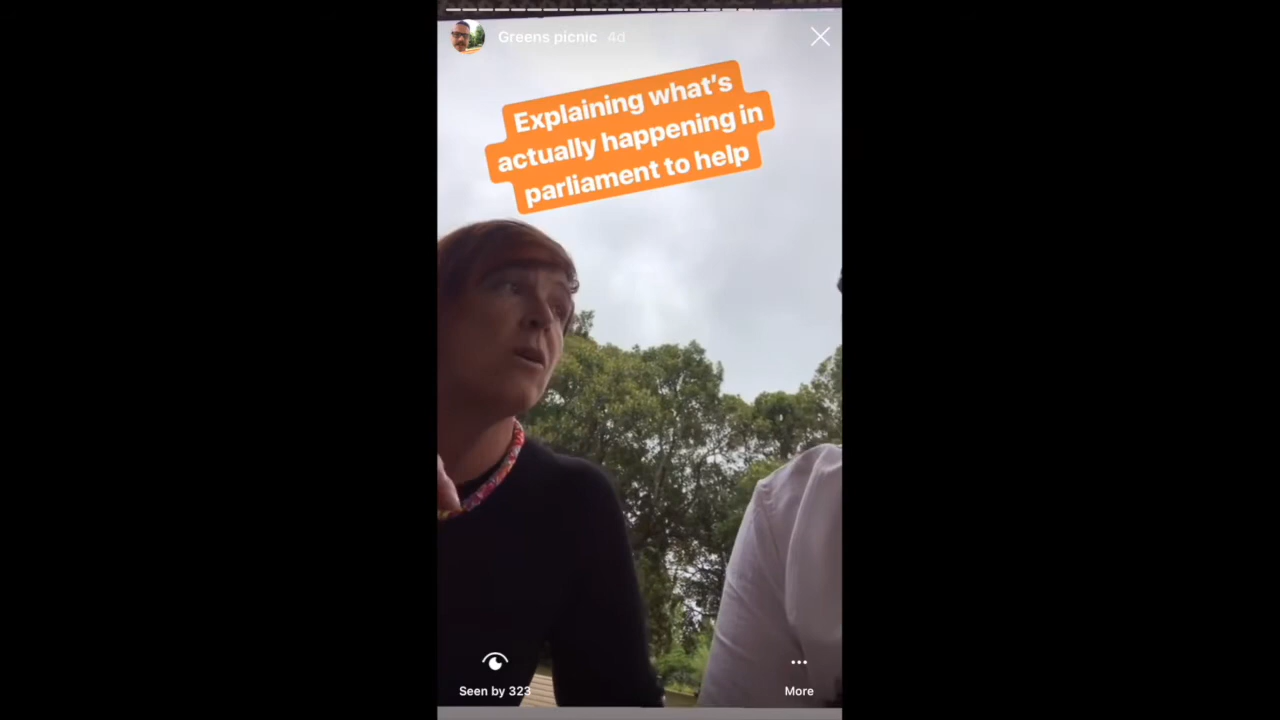 Greens picnic 4d
Explaining what's
actually happening in
parliament to help
Seen by 323
More